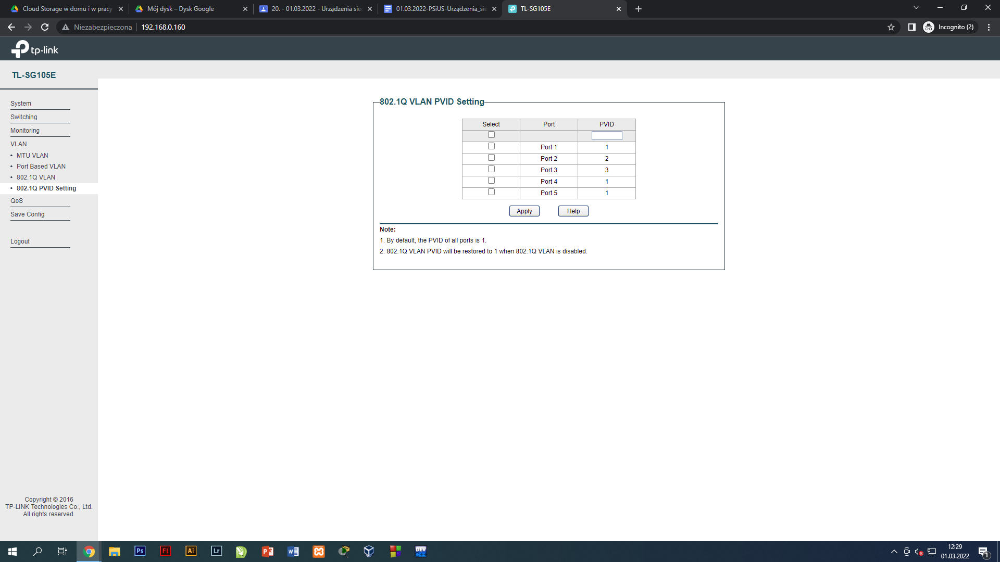 Cloud Storage w domu i w pracy
Mój dysk – Dysk Google
20. - 01.03.2022 - Urządzenia sie
01.03.2022-PSiUS-Urządzenia_sie
TL-SG105E
Niezabezpieczona
192.168.0.160
Incognito (2)
tp-link
TL-SG105E
System
Switching
Monitoring
VLAN
• MTU VLAN
• Port Based VLAN
• 802.1Q VLAN
• 802.1Q PVID Setting
QoS
Save Config
Logout
802.1Q VLAN PVID Setting
Select Port PVID
Port 1 1
Port 2 2
Port 3 3
Port 4 1
Port 5 1
Apply Help
Note:
1. By default, the PVID of all ports is 1.
2. 802.1Q VLAN PVID will be restored to 1 when 802.1Q VLAN is disabled.
Copyright © 2016
TP-LINK Technologies Co., Ltd.
All rights reserved.
Ps
Fl
Ai
Lr
P
W
DEV
12:29
01.03.2022
1